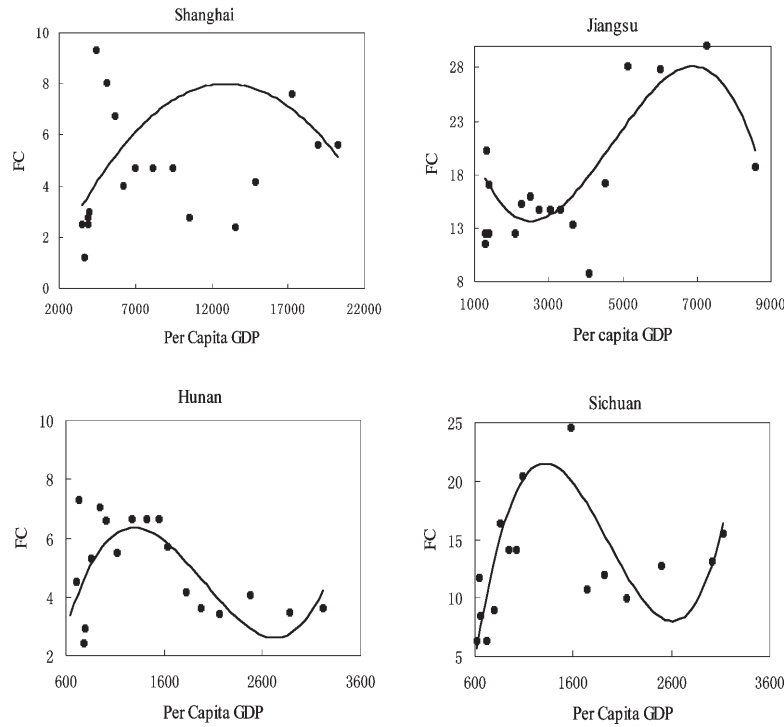 Shanghai
10
8
6
4
2
0
FC
2000 7000 12000 17000 22000
Per Capita GDP
Jiangsu
28
23
18
13
8
FC
1000 3000 5000 7000 9000
Per capita GDP
Hunan
10
8
6
4
2
FC
600 1600 2600 3600
Per Capita GDP
Sichuan
25
20
15
10
5
FC
600 1600 2600 3600
Per Capita GDP